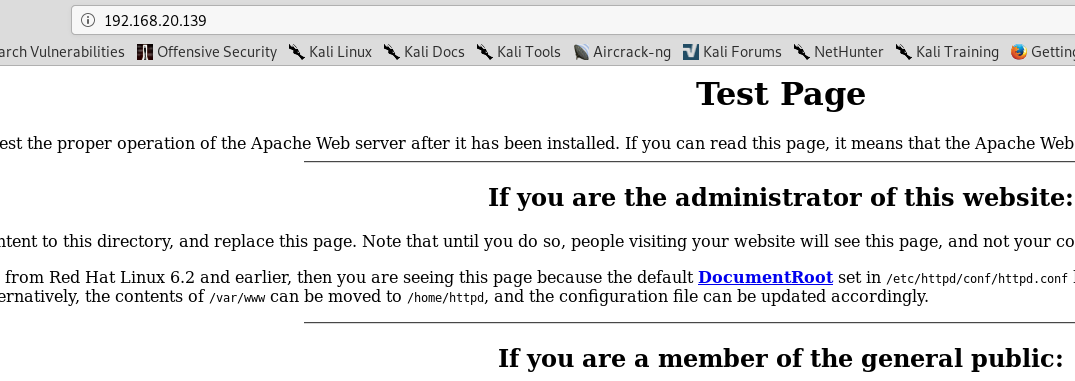 192.168.20.139
arch Vulnerabilities Offensive Security Kali Linux Kali Docs Kali Tools Aircrack-ng Kali Forums NetHunter Kali Training Getting
Test Page
est the proper operation of the Apache Web server after it has been installed. If you can read this page, it means that the Apache Web
If you are the administrator of this website:
ntent to this directory, and replace this page. Note that until you do so, people visiting your website will see this page, and not your co
from Red Hat Linux 6.2 and earlier, then you are seeing this page because the default DocumentRoot set in /etc/httpd/conf/httpd.conf
ernatively, the contents of /var/www can be moved to /home/httpd, and the configuration file can be updated accordingly.
If you are a member of the general public: